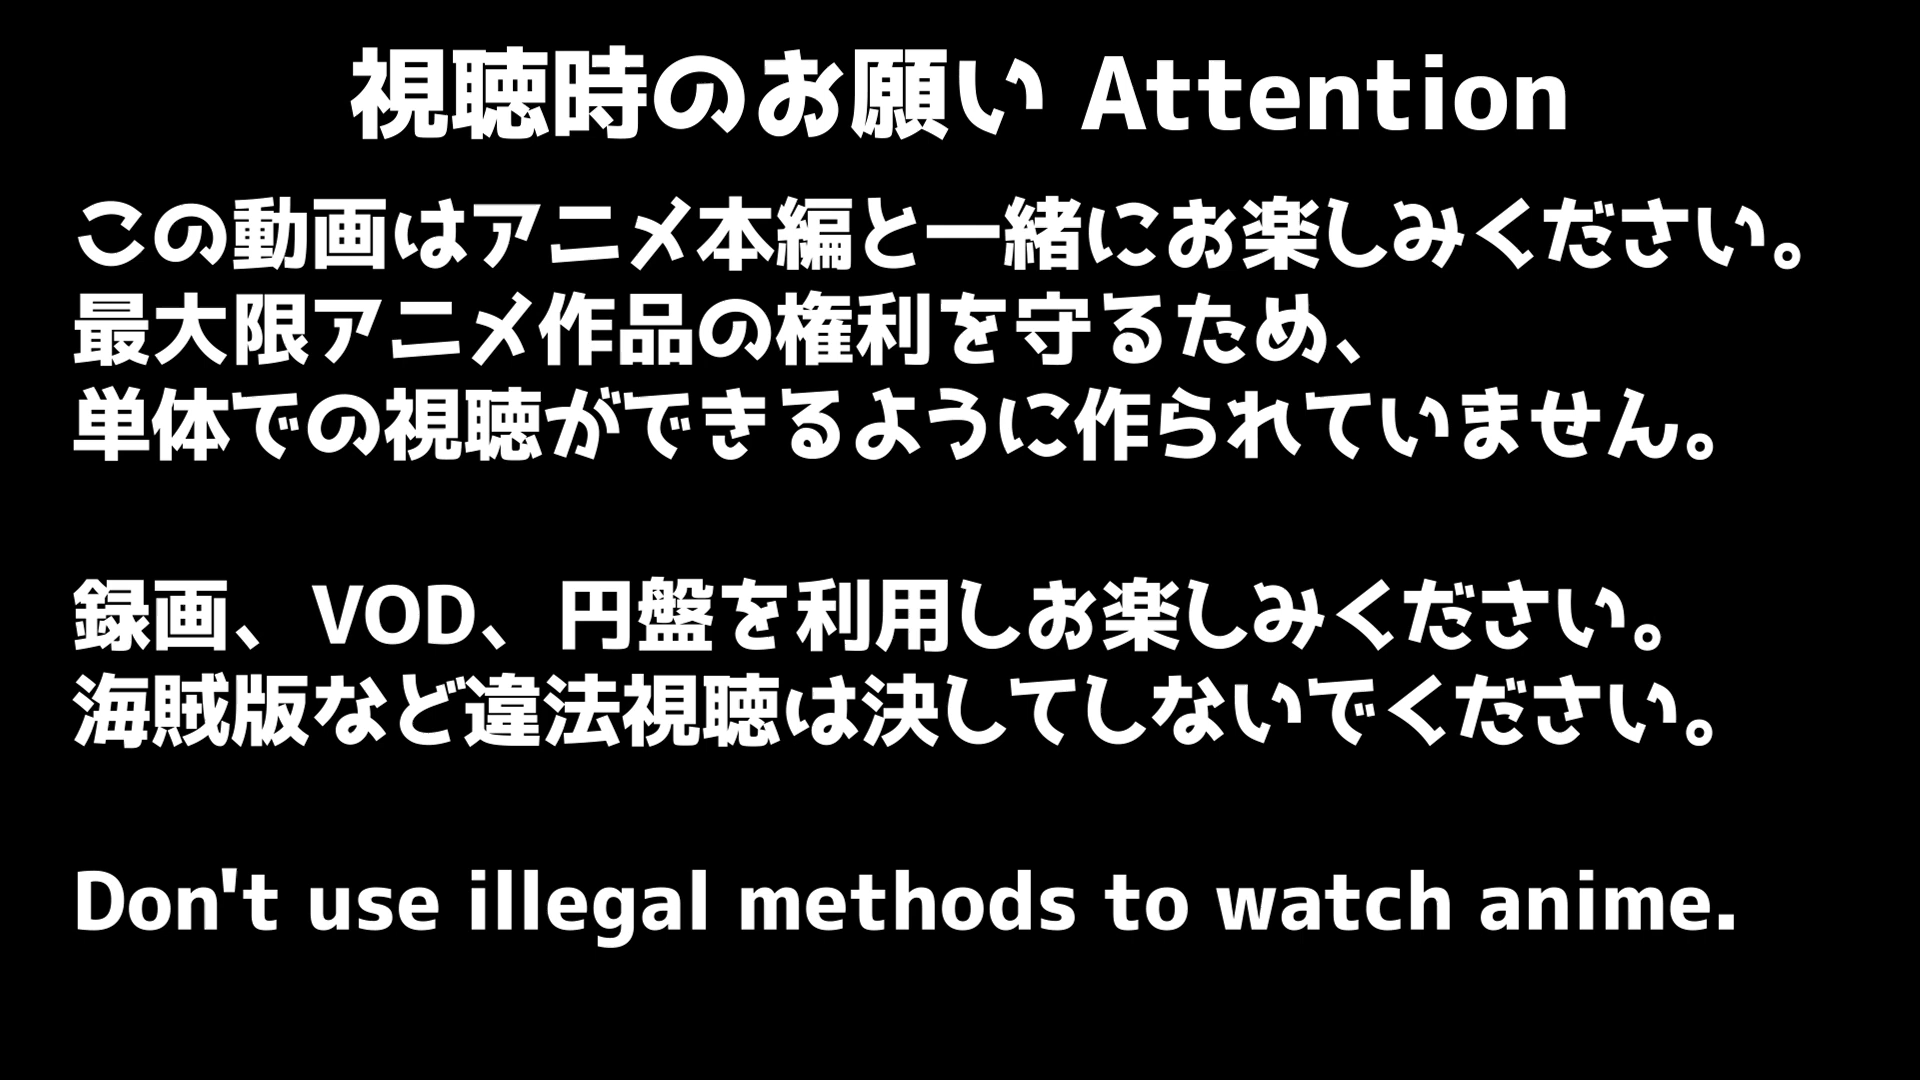 視聴時のお願い Attention
この動画はアニメ本編と一緒にお楽しみください。
最大限アニメ作品の権利を守るため、
単体での視聴ができるように作られていません。
録画、VOD、円盤を利用しお楽しみください。
海賊版など違法視聴は決してしないでください。
Don't use illegal methods to watch anime.